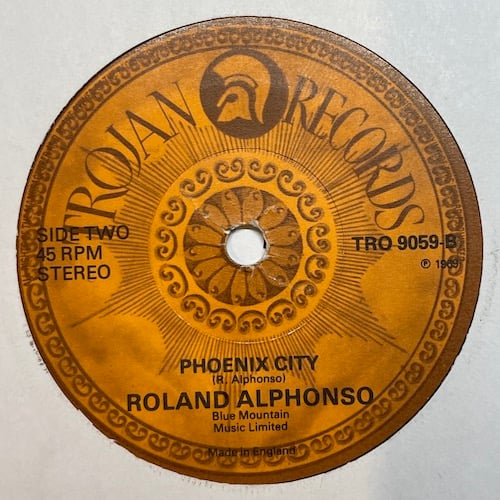 TROJAN RECORDS
SIDE TWO
45 RPM
STEREO
TRO 9059-B
℗ 1969
PHOENIX CITY
(R. Alphonso)
ROLAND ALPHONSO
Blue Mountain
Music Limited
Made in England